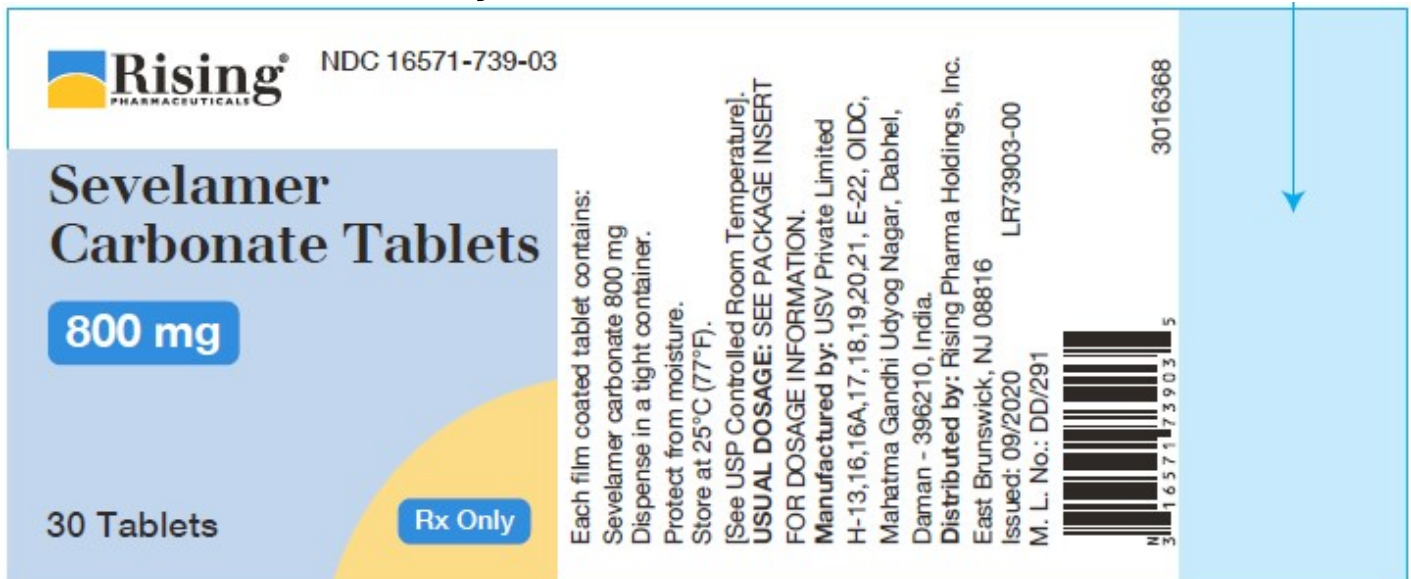 Rising®
PHARMACEUTICALS
NDC 16571-739-03
Sevelamer
Carbonate Tablets
800 mg
30 Tablets
Rx Only
Each film coated tablet contains:
Sevelamer carbonate 800 mg
Dispense in a tight container.
Protect from moisture.
Store at 25°C (77°F).
[See USP Controlled Room Temperature].
USUAL DOSAGE: SEE PACKAGE INSERT
FOR DOSAGE INFORMATION.
Manufactured by: USV Private Limited
H-13,16,16A,17,18,19,20,21, E-22, OIDC,
Mahatma Gandhi Udyog Nagar, Dabhel,
Daman - 396210, India.
Distributed by: Rising Pharma Holdings, Inc.
East Brunswick, NJ 08816
Issued: 09/2020 LR73903-00
M. L. No.: DD/291
N
3 16571 73903 5
3016368